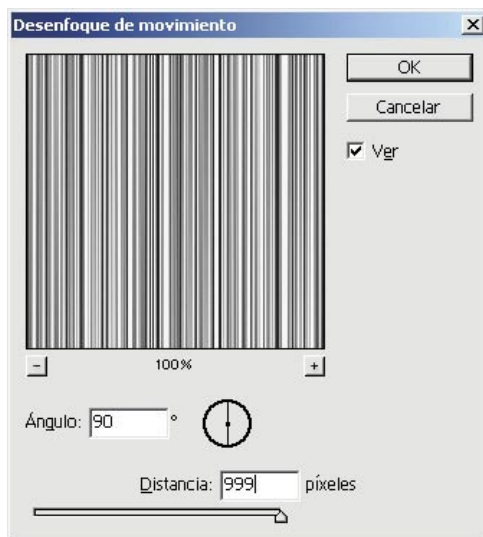 Desenfoque de movimiento
OK
Cancelar
Ver
- 100% +
Ángulo: 90 °
Distancia: 999 píxeles